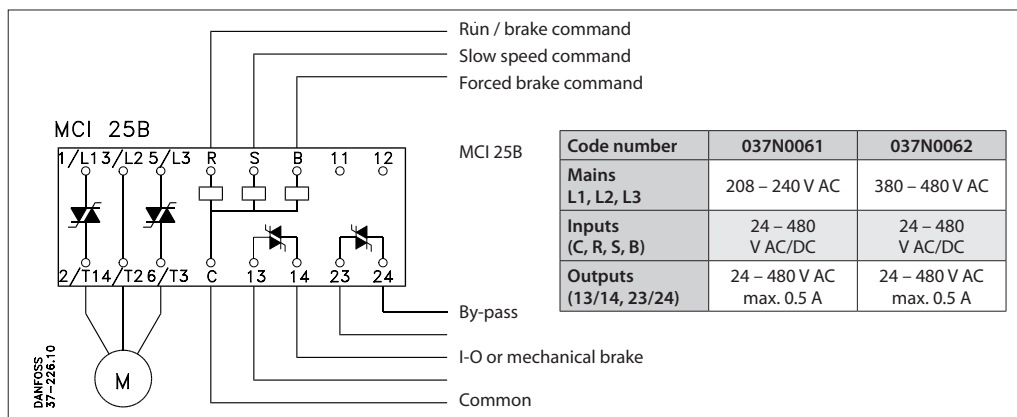 Run / brake command
Slow speed command
Forced brake command
MCI 25B
1/L1 3/L2 5/L3 R S B 11 12
2/T1 4/T2 6/T3 C 13 14 23 24
M
By-pass
I-O or mechanical brake
Common
DANFOSS
37-226.10
MCI 25B
Code number 037N0061 037N0062
Mains
L1, L2, L3 208 – 240 V AC 380 – 480 V AC
Inputs
(C, R, S, B) 24 – 480
V AC/DC 24 – 480
V AC/DC
Outputs
(13/14, 23/24) 24 – 480 V AC
max. 0.5 A 24 – 480 V AC
max. 0.5 A